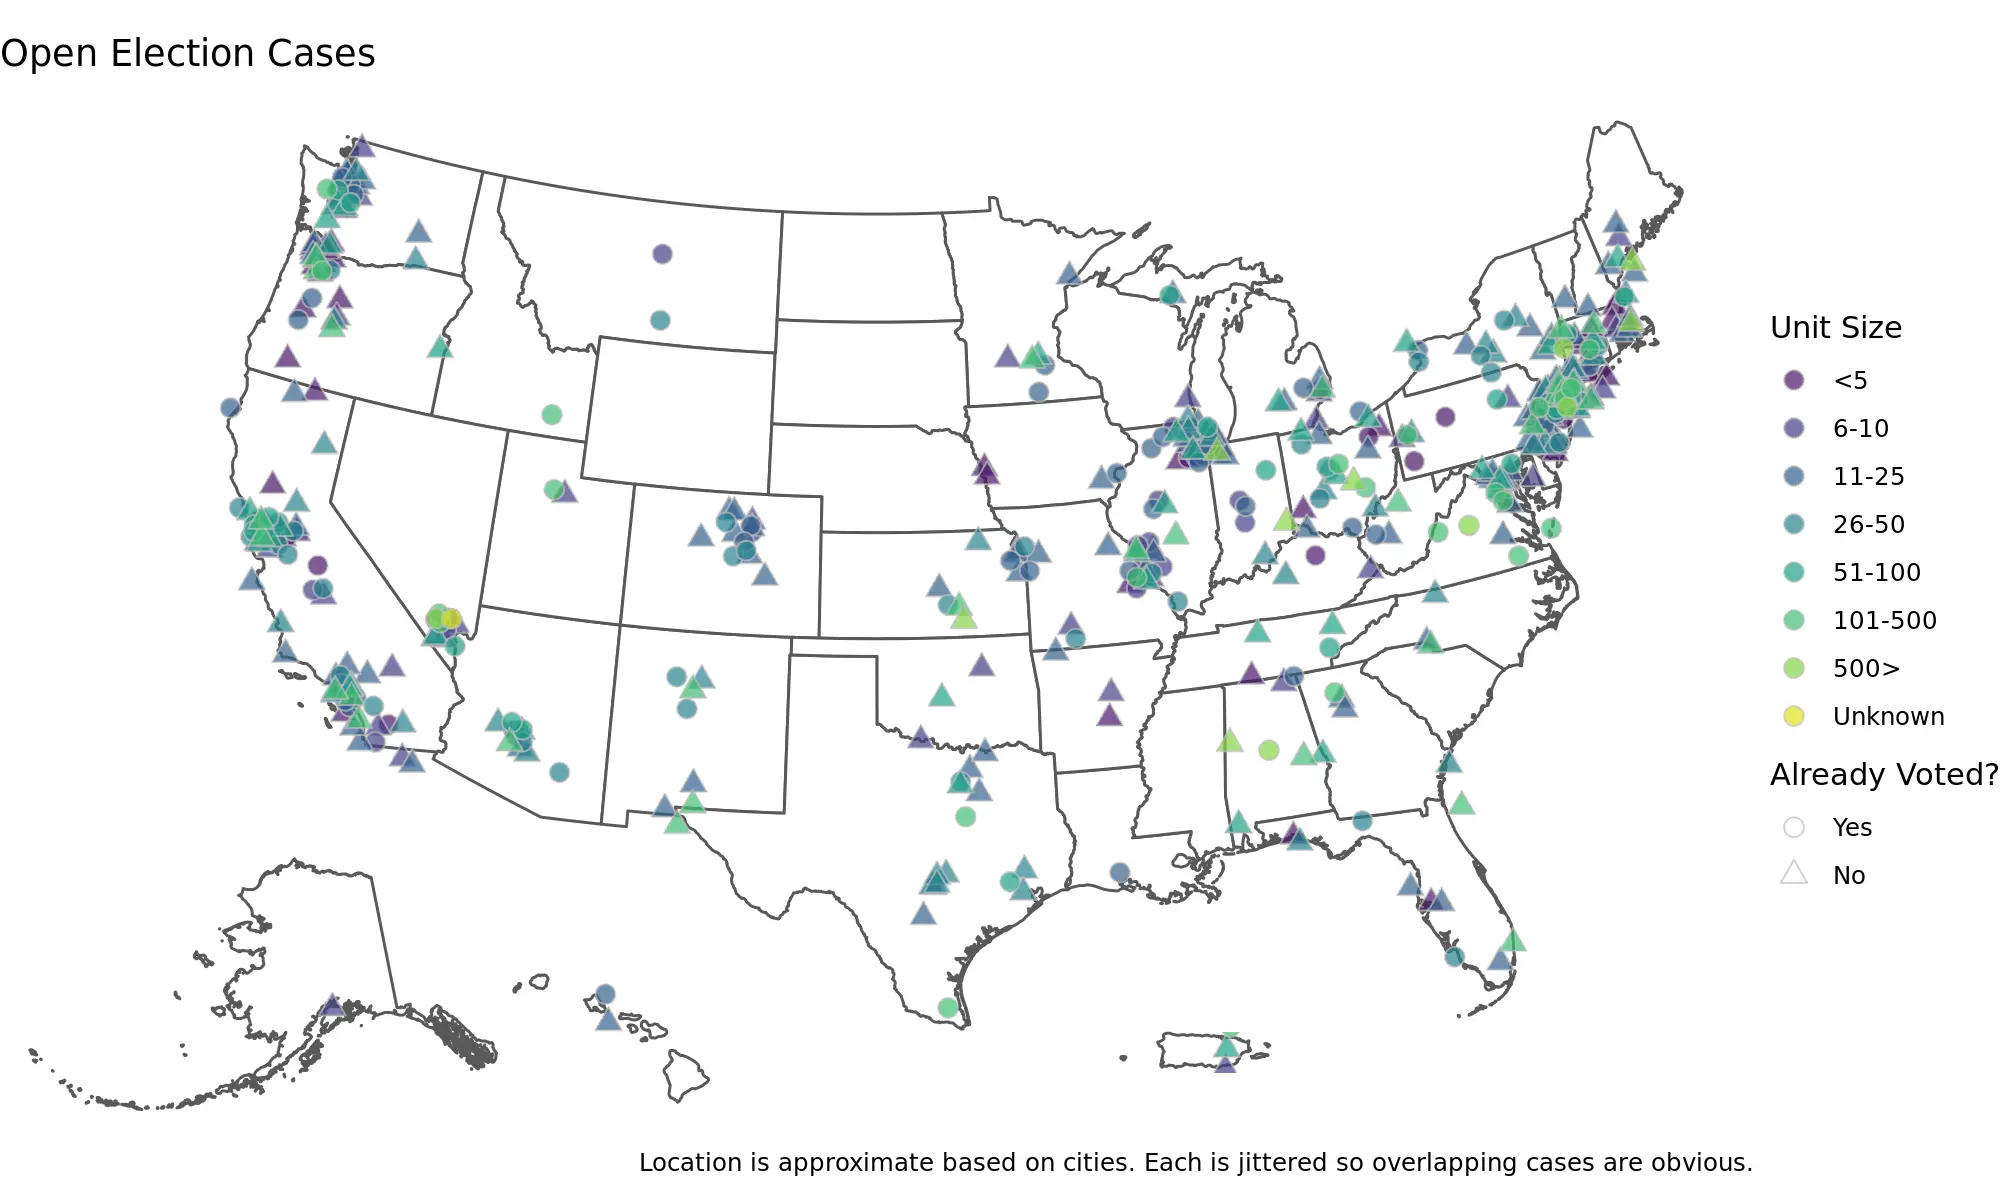 Open Election Cases
Unit Size
<5
6-10
11-25
26-50
51-100
101-500
500>
Unknown
Already Voted?
Yes
No
Location is approximate based on cities. Each is jittered so overlapping cases are obvious.